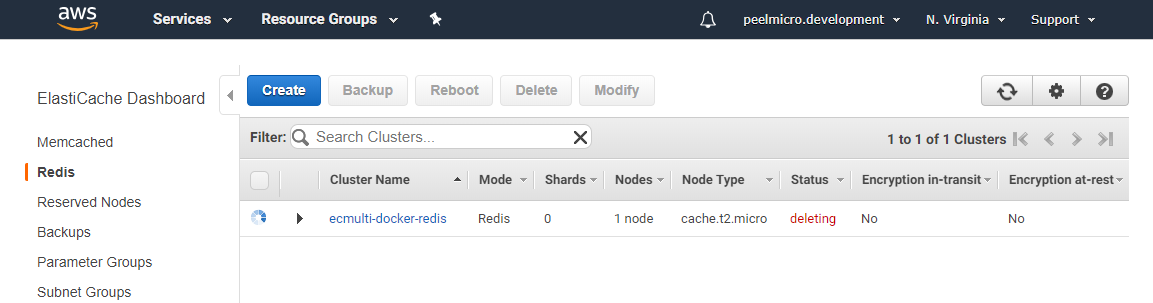 aws Services Resource Groups peelmicro.development N. Virginia Support
ElastiCache Dashboard
Memcached
Redis
Reserved Nodes
Backups
Parameter Groups
Subnet Groups
Create Backup Reboot Delete Modify
Filter: Search Clusters... 1 to 1 of 1 Clusters
Cluster Name Mode Shards Nodes Node Type Status Encryption in-transit Encryption at-rest
ecmulti-docker-redis Redis 0 1 node cache.t2.micro deleting No No